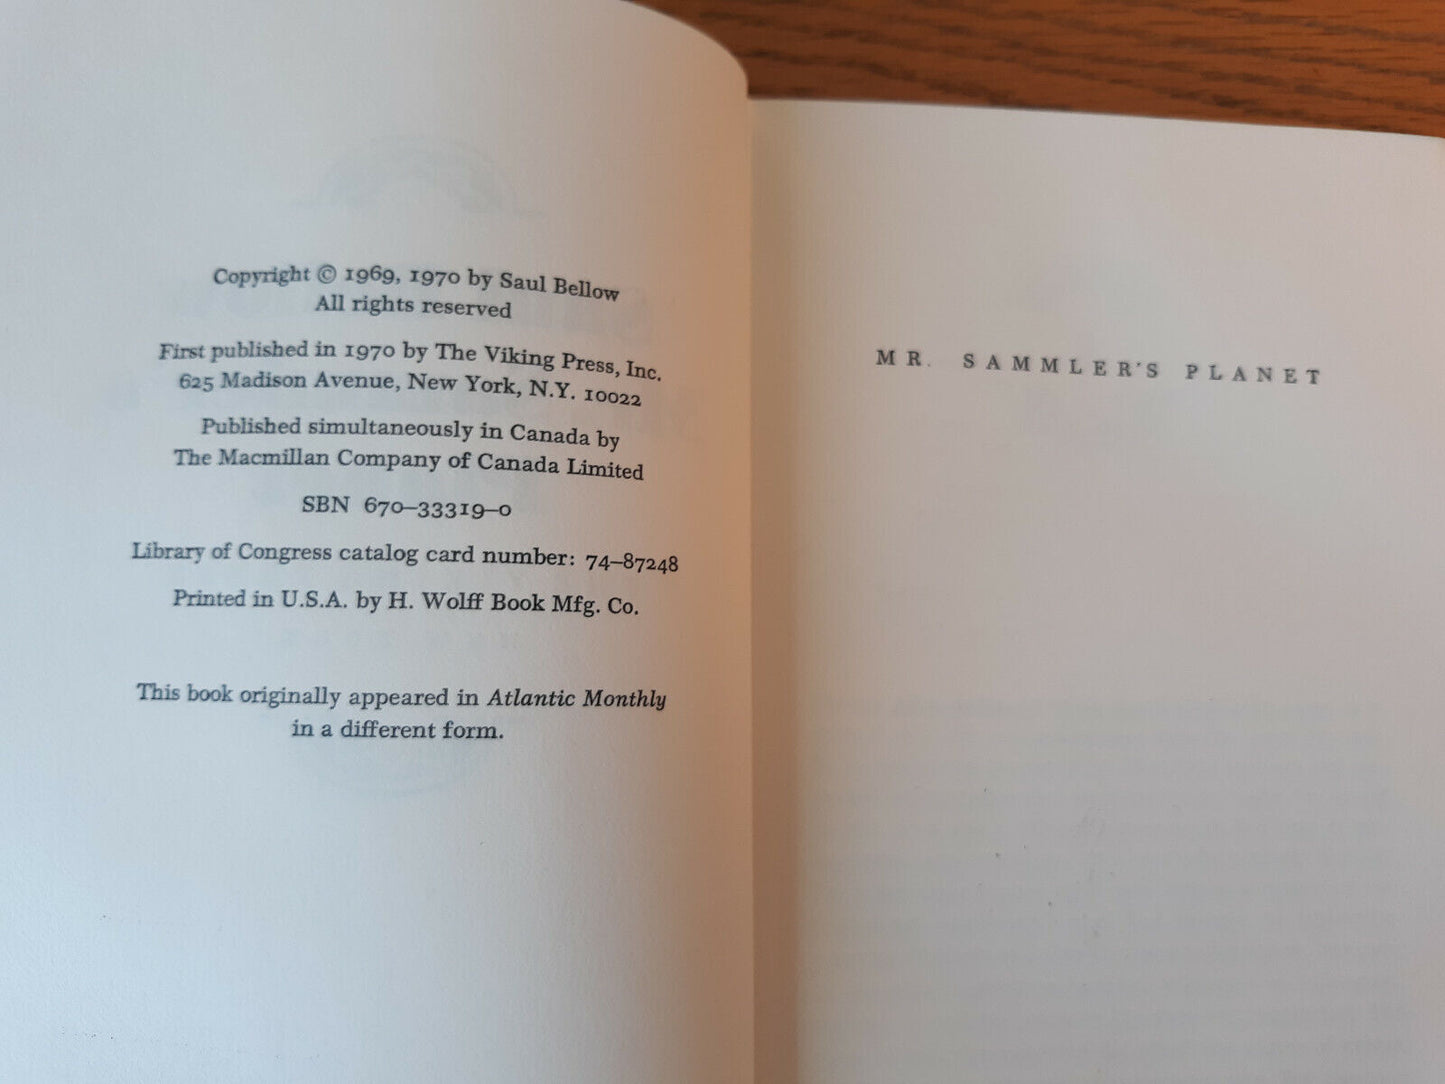 Copyright © 1969, 1970 by Saul Bellow
All rights reserved
First published in 1970 by The Viking Press, Inc.
625 Madison Avenue, New York, N.Y. 10022
Published simultaneously in Canada by
The Macmillan Company of Canada Limited
SBN 670–33319–0
Library of Congress catalog card number: 74–87248
Printed in U.S.A. by H. Wolff Book Mfg. Co.
This book originally appeared in Atlantic Monthly
in a different form.
MR. SAMMLER'S PLANET